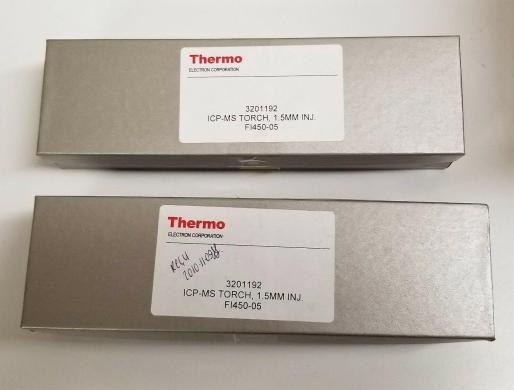 Thermo
ELECTRON CORPORATION
3201192
ICP-MS TORCH, 1.5MM INJ.
FI450-05
Thermo
ELECTRON CORPORATION
3201192
ICP-MS TORCH, 1.5MM INJ.
FI450-05